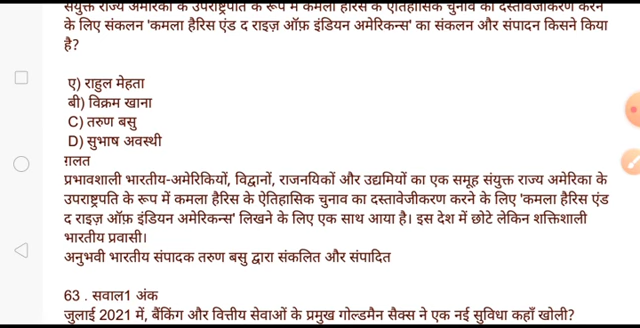 संयुक्त राज्य अमेरिका के उपराष्ट्रपति के रूप में कमला हैरिस के ऐतिहासिक चुनाव का दस्तावेजीकरण करने
के लिए संकलन 'कमला हैरिस एंड द राइज़ ऑफ़ इंडियन अमेरिकन्स' का संकलन और संपादन किसने किया
है?
ए) राहुल मेहता
बी) विक्रम खाना
C) तरुण बसु
D) सुभाष अवस्थी
ग़लत
प्रभावशाली भारतीय-अमेरिकियों, विद्वानों, राजनयिकों और उद्यमियों का एक समूह संयुक्त राज्य अमेरिका के
उपराष्ट्रपति के रूप में कमला हैरिस के ऐतिहासिक चुनाव का दस्तावेजीकरण करने के लिए 'कमला हैरिस एंड
द राइज़ ऑफ़ इंडियन अमेरिकन्स' लिखने के लिए एक साथ आया है। इस देश में छोटे लेकिन शक्तिशाली
भारतीय प्रवासी।
अनुभवी भारतीय संपादक तरुण बसु द्वारा संकलित और संपादित
63 . सवाल1 अंक
जुलाई 2021 में, बैंकिंग और वित्तीय सेवाओं के प्रमुख गोल्डमैन सैक्स ने एक नई सुविधा कहाँ खोली?